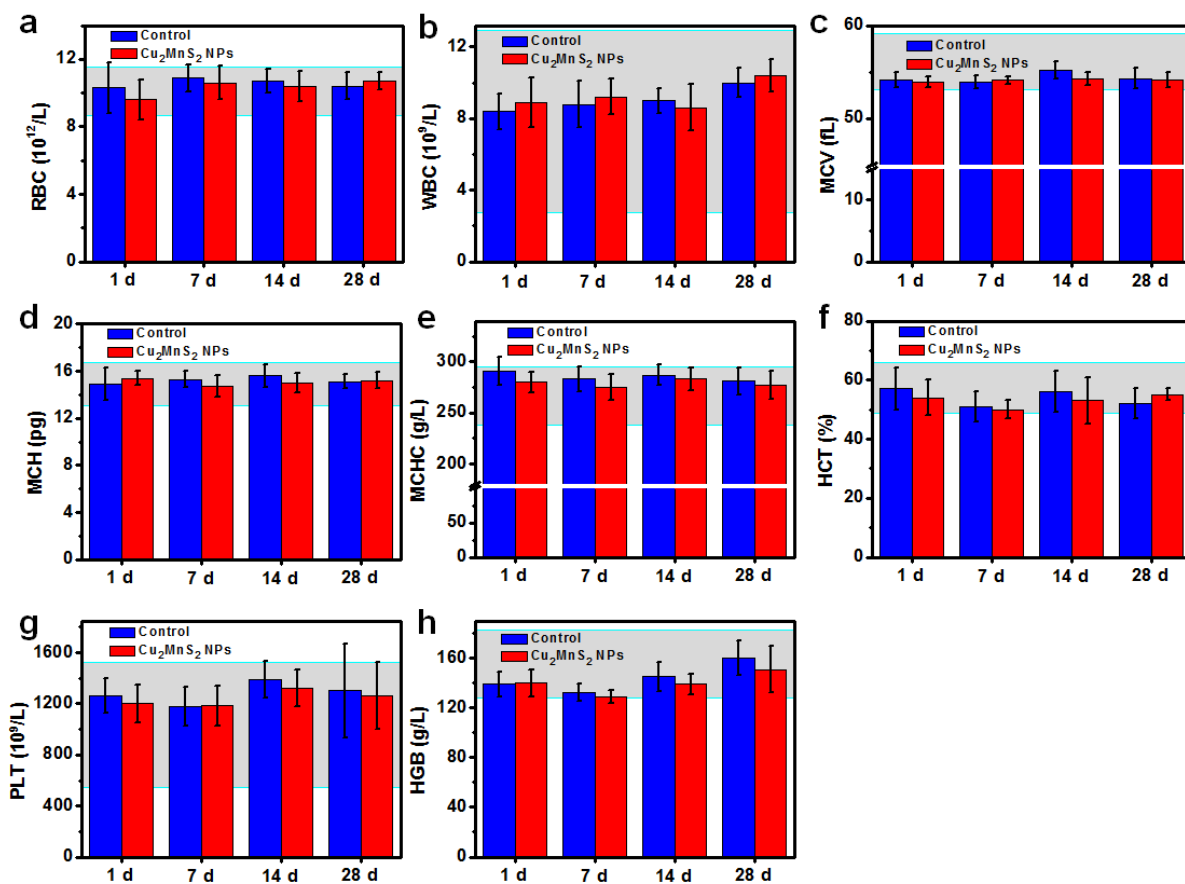 a
Control
Cu₂MnS₂ NPs
RBC (10¹²/L)
12
8
4
0
1 d 7 d 14 d 28 d
b
Control
Cu₂MnS₂ NPs
WBC (10⁹/L)
12
8
4
0
1 d 7 d 14 d 28 d
c
Control
Cu₂MnS₂ NPs
MCV (fL)
60
50
10
0
1 d 7 d 14 d 28 d
d
Control
Cu₂MnS₂ NPs
MCH (pg)
20
16
12
8
4
0
1 d 7 d 14 d 28 d
e
Control
Cu₂MnS₂ NPs
MCHC (g/L)
300
250
200
50
0
1 d 7 d 14 d 28 d
f
Control
Cu₂MnS₂ NPs
HCT (%)
80
60
40
20
0
1 d 7 d 14 d 28 d
g
Control
Cu₂MnS₂ NPs
PLT (10⁹/L)
1600
1200
800
400
0
1 d 7 d 14 d 28 d
h
Control
Cu₂MnS₂ NPs
HGB (g/L)
160
120
80
40
0
1 d 7 d 14 d 28 d